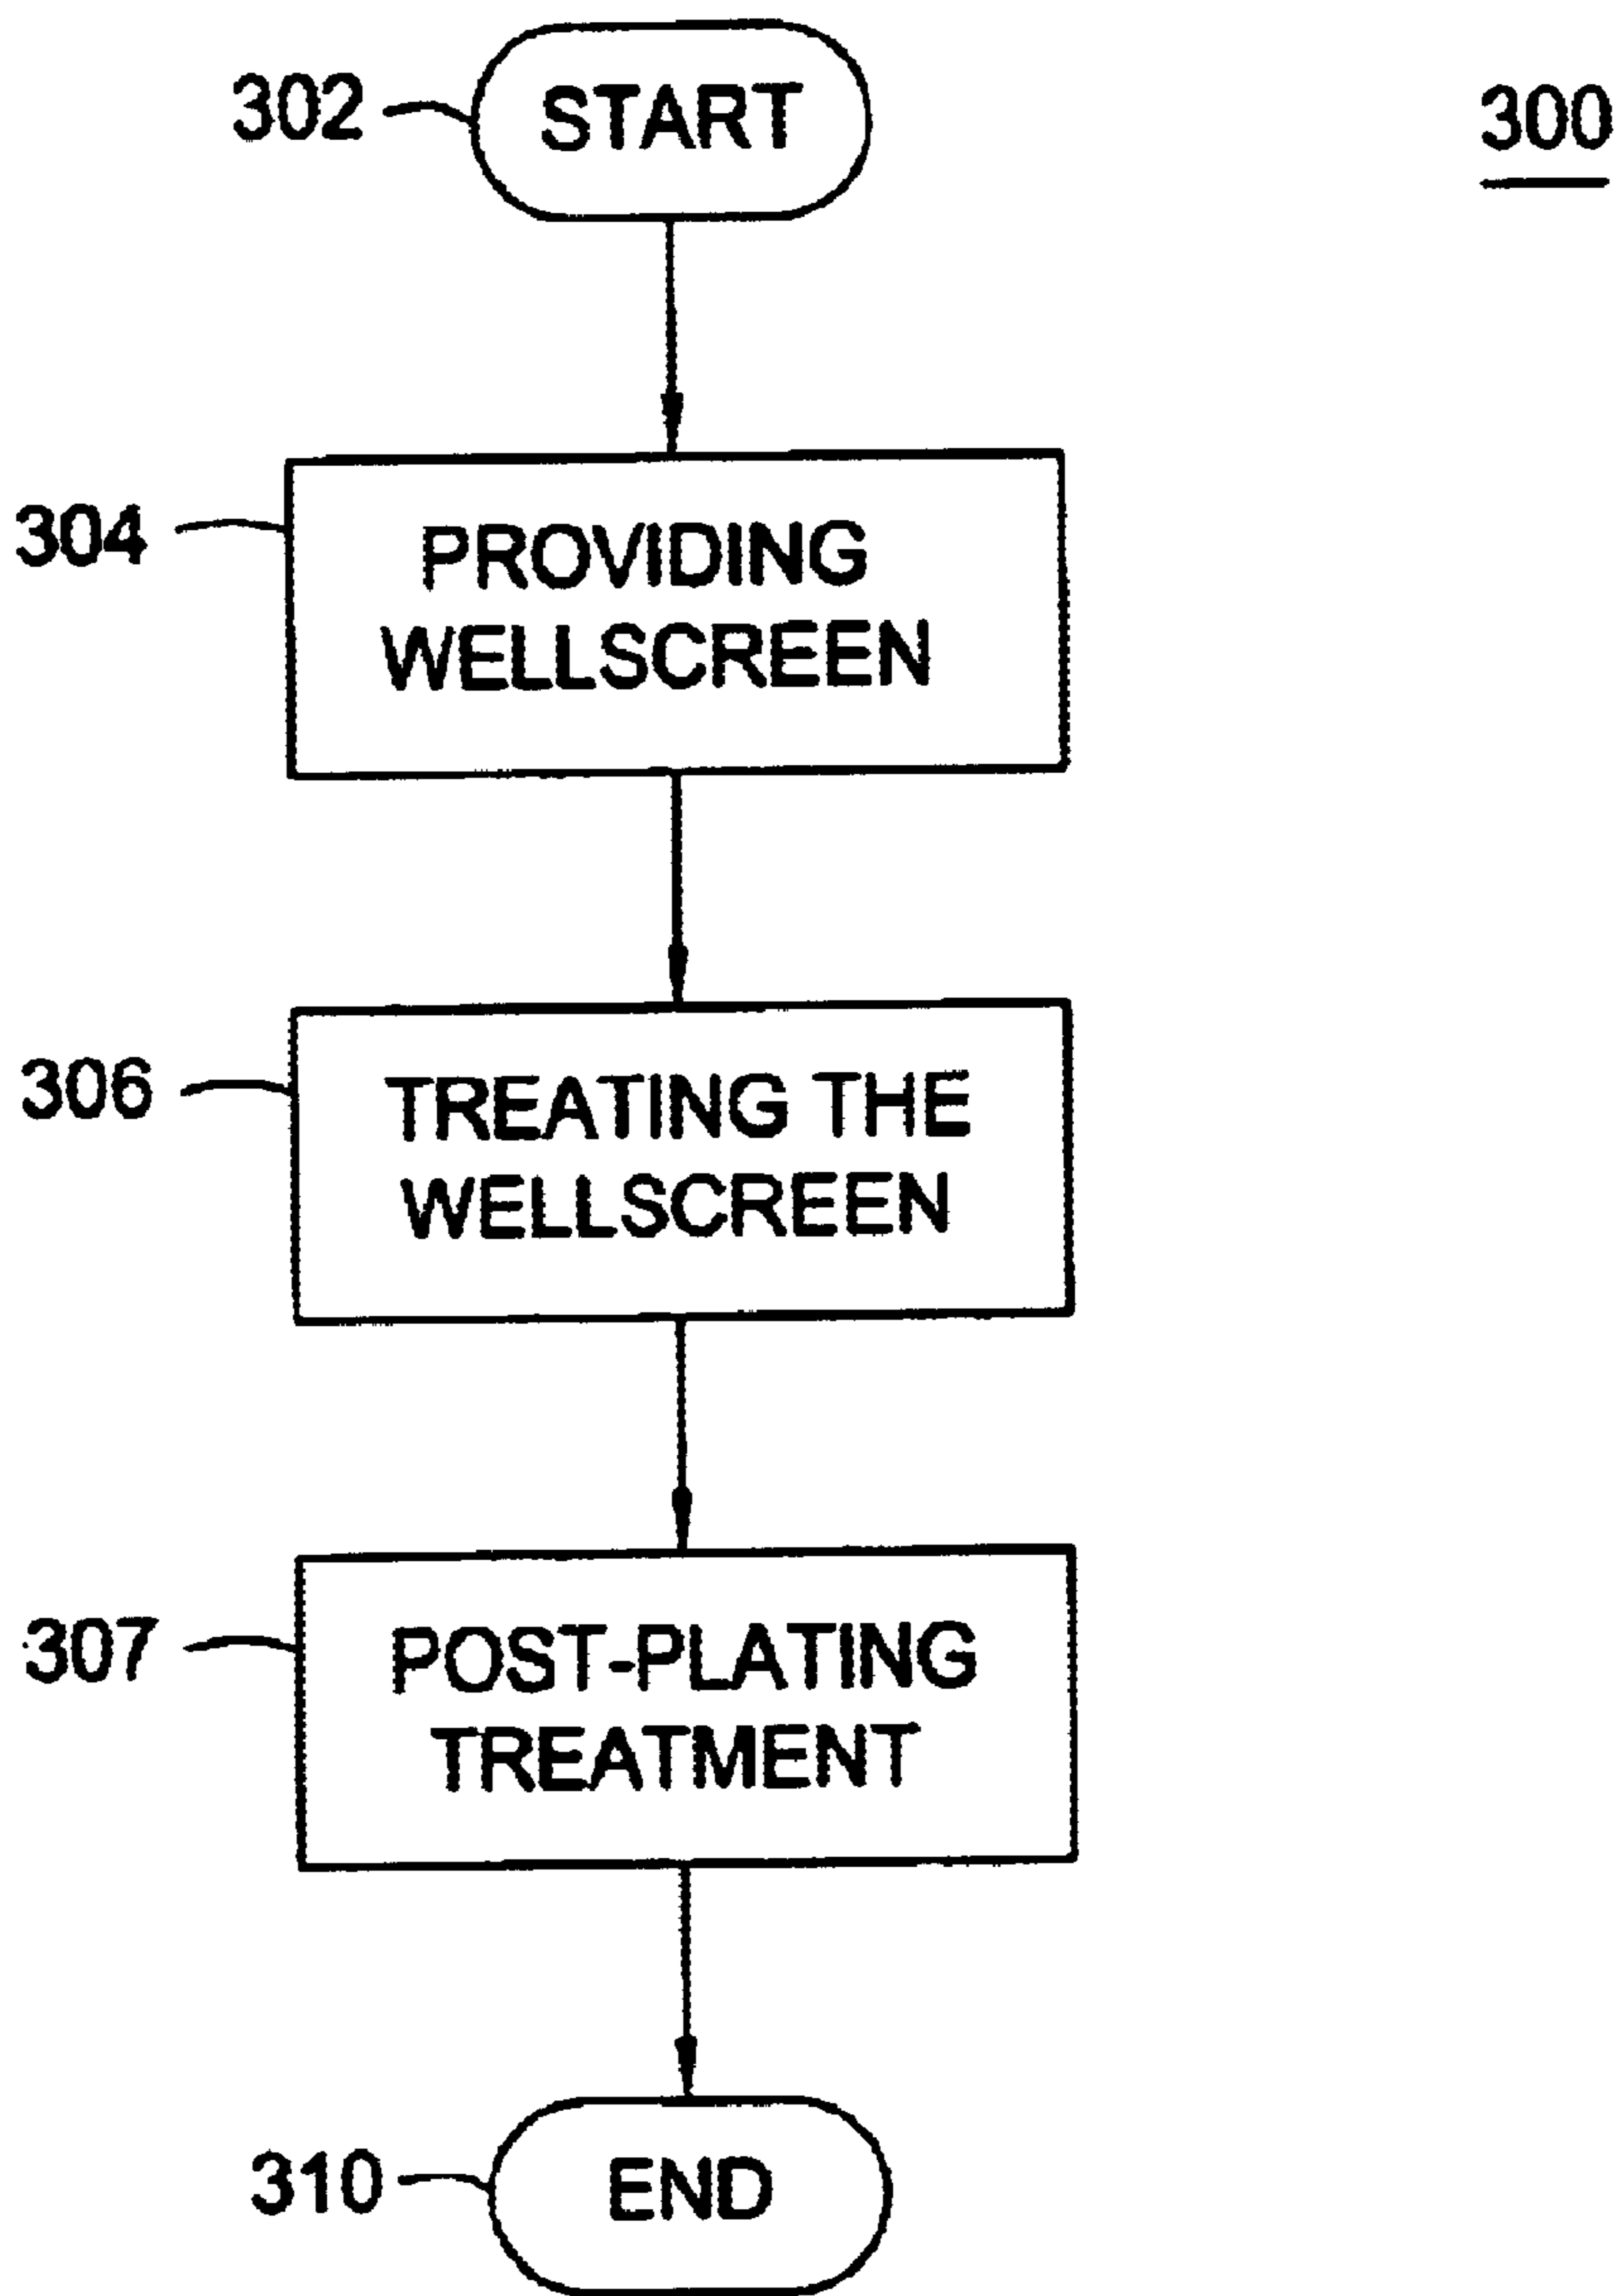 302
START
300
304
PROVIDING
WELLSCREEN
306
TREATING THE
WELLSCREEN
307
POST-PLATING
TREATMENT
310
END